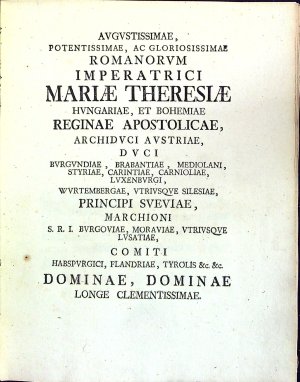 AVGVSTISSIMAE,
POTENTISSIMAE, AC GLORIOSISSIMAE
ROMANORVM
IMPERATRICI
MARIÆ THERESIÆ
HVNGARIAE, ET BOHEMIAE
REGINAE APOSTOLICAE,
ARCHIDVCI AVSTRIAE,
DVCI
BVRGVNDIAE, BRABANTIAE, MEDIOLANI,
STYRIAE, CARINTIAE, CARNIOLIAE,
LVXENBVRGI,
WVRTEMBERGAE, VTRIVSQVE SILESIAE,
PRINCIPI SVEVIAE,
MARCHIONI
S. R. I. BVRGOVIAE, MORAVIAE, VTRIVSQVE
LVSATIAE,
COMITI
HABSPVRGICI, FLANDRIAE, TYROLIS &c. &c.
DOMINAE, DOMINAE
LONGE CLEMENTISSIMAE.